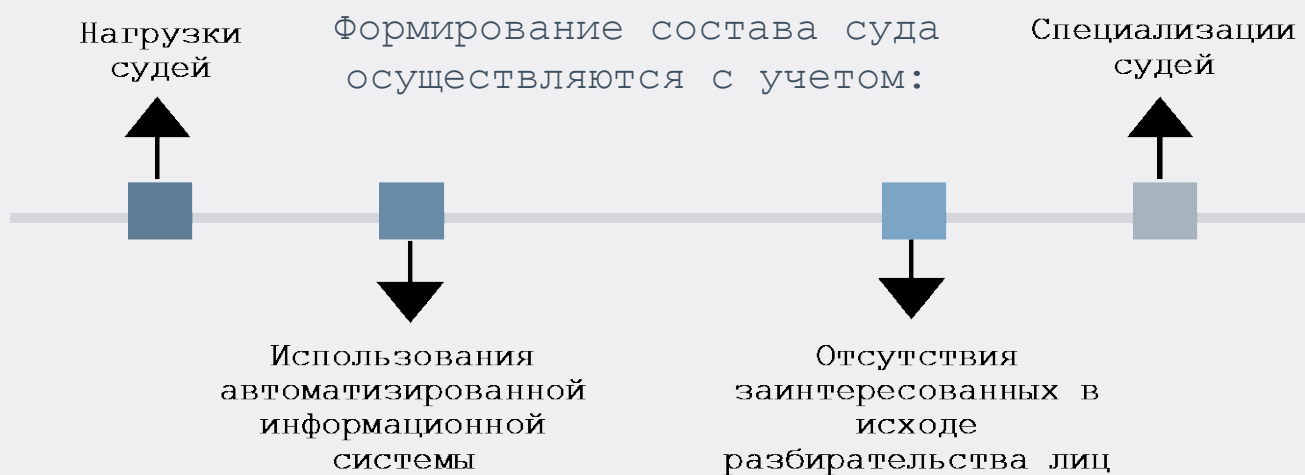 Формирование состава суда
осуществляются с учетом:
Нагрузки
судей
Использования
автоматизированной
информационной
системы
Отсутствия
заинтересованных в
исходе
разбирательства лиц
Специализации
судей